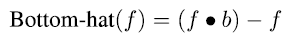 Bottom-hat(f) = (f • b) − f